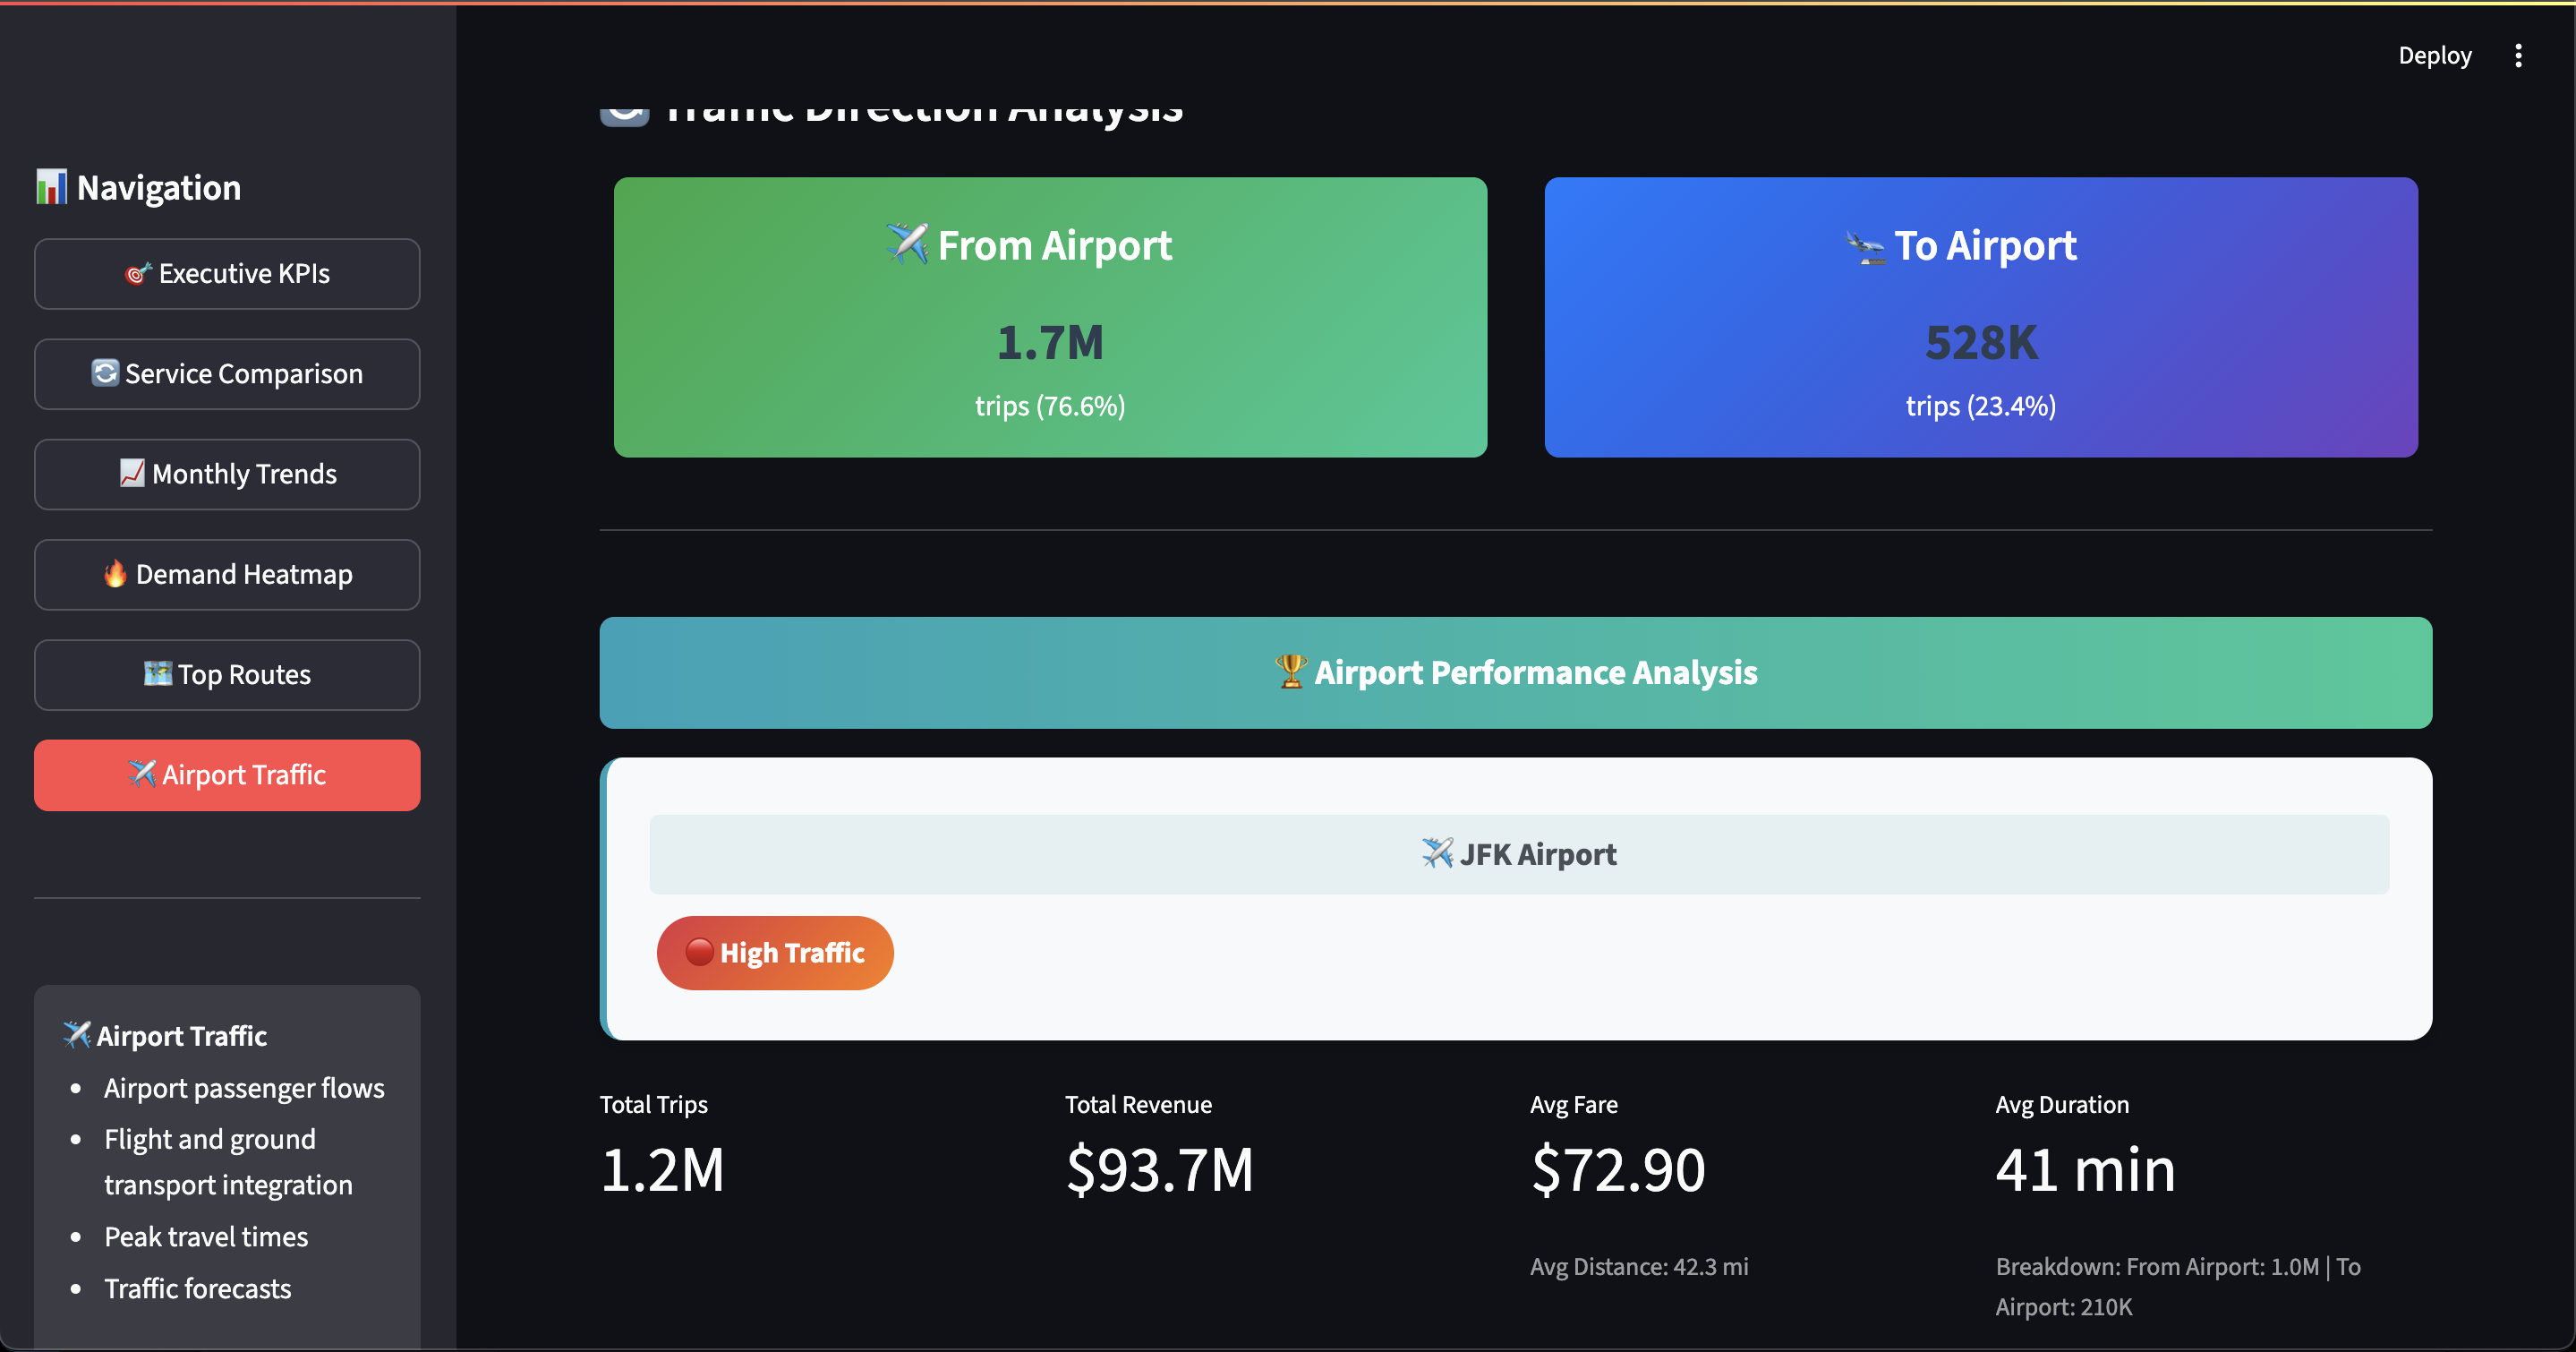 Deploy
Navigation
Executive KPIs
Service Comparison
Monthly Trends
Demand Heatmap
Top Routes
Airport Traffic
Airport Traffic
• Airport passenger flows
• Flight and ground
transport integration
• Peak travel times
• Traffic forecasts
Traffic Direction Analysis
From Airport
1.7M
trips (76.6%)
To Airport
528K
trips (23.4%)
Airport Performance Analysis
JFK Airport
High Traffic
Total Trips
1.2M
Total Revenue
$93.7M
Avg Fare
$72.90
Avg Distance: 42.3 mi
Avg Duration
41 min
Breakdown: From Airport: 1.0M | To
Airport: 210K